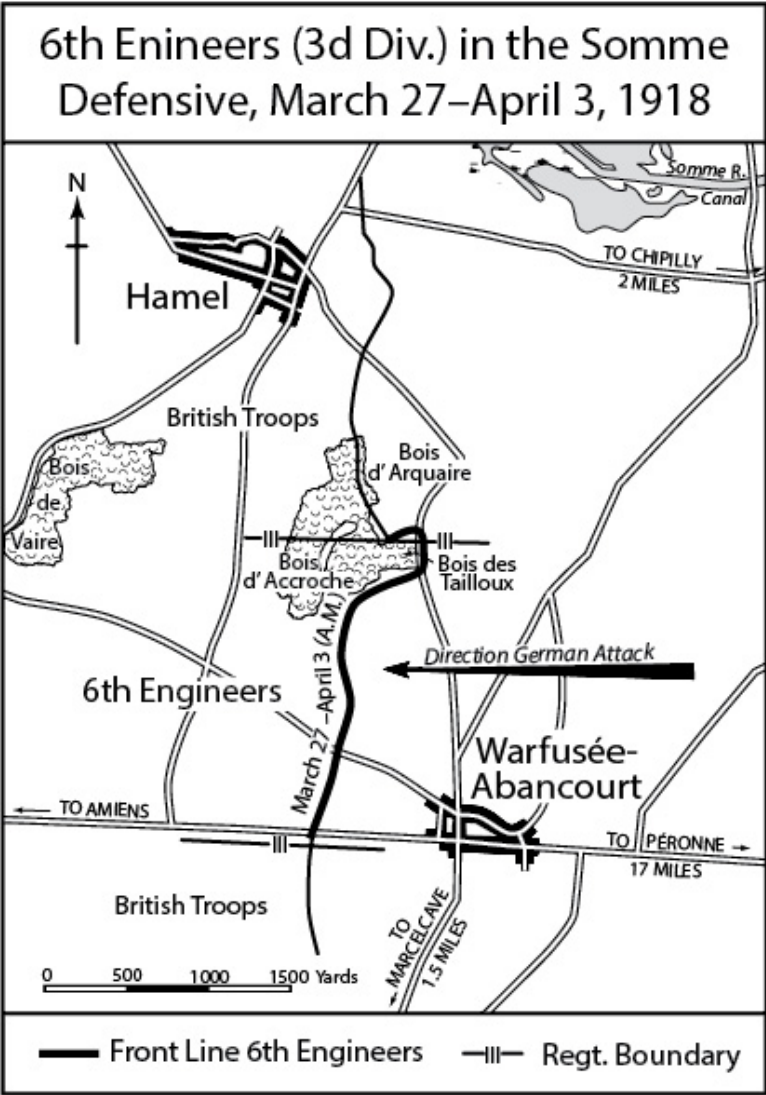 6th Enineers (3d Div.) in the Somme
Defensive, March 27–April 3, 1918
N
Somme R.
Canal
TO CHIPILLY
2 MILES
Hamel
British Troops
Bois
de
Vaire
Bois
d'Arquaire
Bois
d'Accroche
Bois des
Tailloux
March 27 –April 3 (A.M.)
Direction German Attack
6th Engineers
Warfusée-
Abancourt
TO AMIENS
TO PÉRONNE
17 MILES
British Troops
TO
MARCELCAVE
1.5 MILES
0 500 1000 1500 Yards
Front Line 6th Engineers
Regt. Boundary